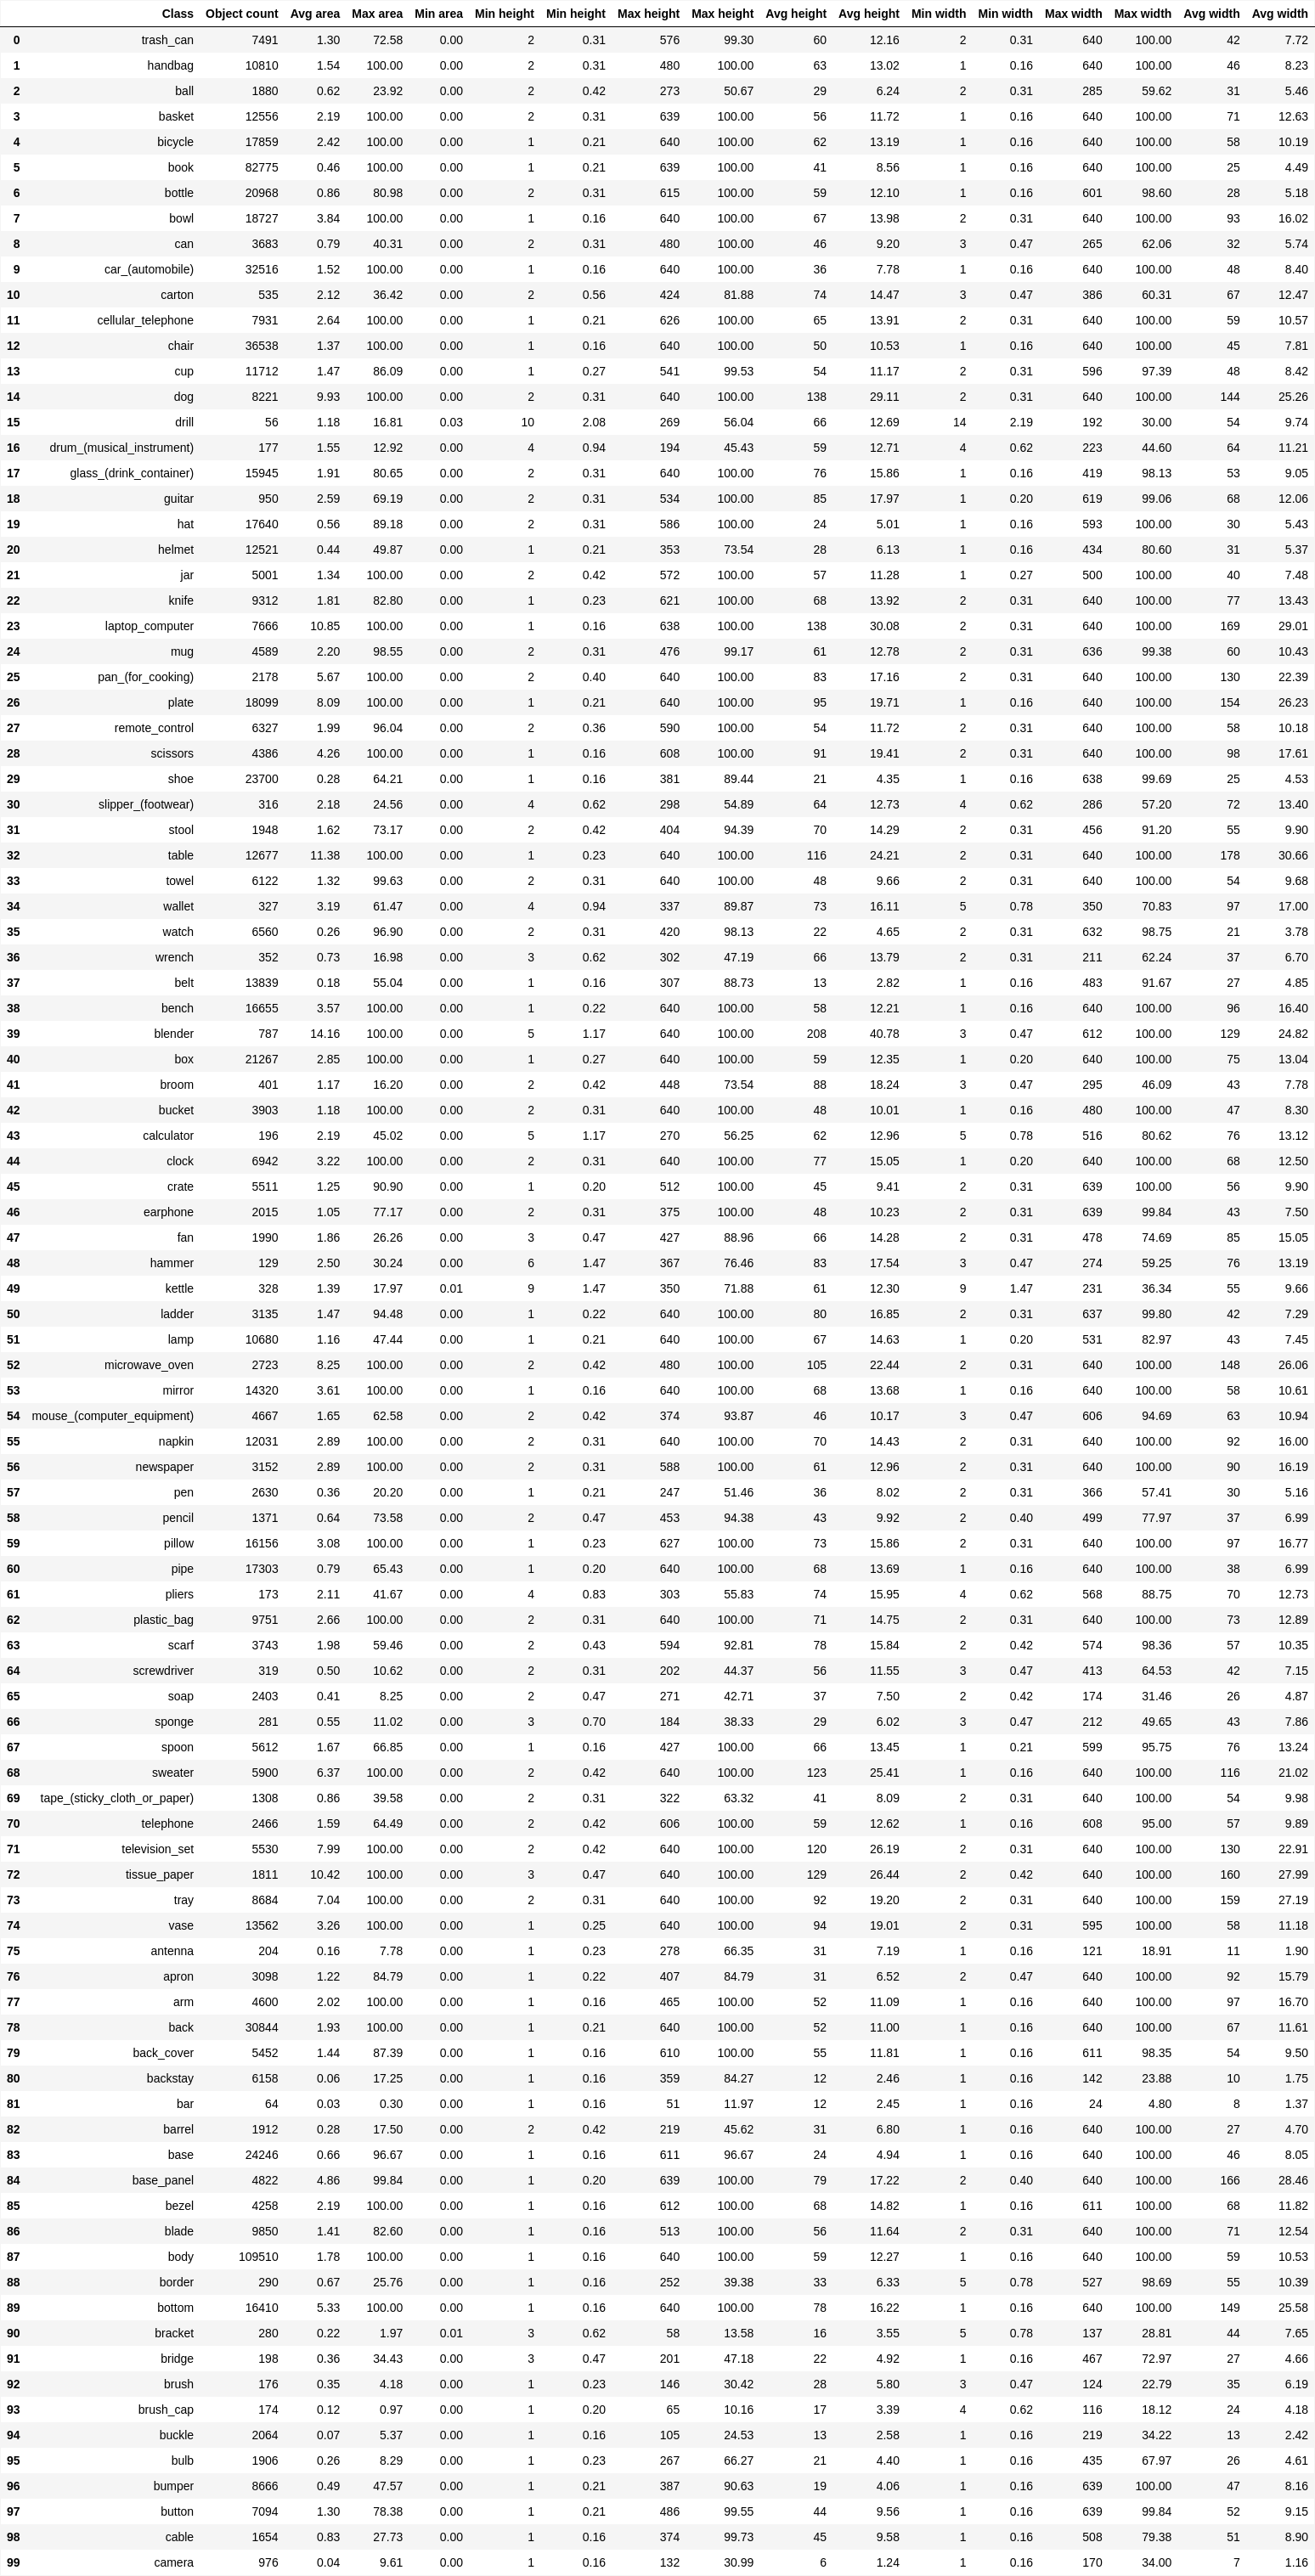 Class Object count Avg area Max area Min area Min height Min height Max height Max height Avg height Avg height Min width Min width Max width Max width Avg width Avg width
0 trash_can 7491 1.30 72.58 0.00 2 0.31 576 99.30 60 12.16 2 0.31 640 100.00 42 7.72
1 handbag 10810 1.54 100.00 0.00 2 0.31 480 100.00 63 13.02 1 0.16 640 100.00 46 8.23
2 ball 1880 0.62 23.92 0.00 2 0.42 273 50.67 29 6.24 2 0.31 285 59.62 31 5.46
3 basket 12556 2.19 100.00 0.00 2 0.31 639 100.00 56 11.72 1 0.16 640 100.00 71 12.63
4 bicycle 17859 2.42 100.00 0.00 1 0.21 640 100.00 62 13.19 1 0.16 640 100.00 58 10.19
5 book 82775 0.46 100.00 0.00 1 0.21 639 100.00 41 8.56 1 0.16 640 100.00 25 4.49
6 bottle 20968 0.86 80.98 0.00 2 0.31 615 100.00 59 12.10 1 0.16 601 98.60 28 5.18
7 bowl 18727 3.84 100.00 0.00 1 0.16 640 100.00 67 13.98 2 0.31 640 100.00 93 16.02
8 can 3683 0.79 40.31 0.00 2 0.31 480 100.00 46 9.20 3 0.47 265 62.06 32 5.74
9 car_(automobile) 32516 1.52 100.00 0.00 1 0.16 640 100.00 36 7.78 1 0.16 640 100.00 48 8.40
10 carton 535 2.12 36.42 0.00 2 0.56 424 81.88 74 14.47 3 0.47 386 60.31 67 12.47
11 cellular_telephone 7931 2.64 100.00 0.00 1 0.21 626 100.00 65 13.91 2 0.31 640 100.00 59 10.57
12 chair 36538 1.37 100.00 0.00 1 0.16 640 100.00 50 10.53 1 0.16 640 100.00 45 7.81
13 cup 11712 1.47 86.09 0.00 1 0.27 541 99.53 54 11.17 2 0.31 596 97.39 48 8.42
14 dog 8221 9.93 100.00 0.00 2 0.31 640 100.00 138 29.11 2 0.31 640 100.00 144 25.26
15 drill 56 1.18 16.81 0.03 10 2.08 269 56.04 66 12.69 14 2.19 192 30.00 54 9.74
16 drum_(musical_instrument) 177 1.55 12.92 0.00 4 0.94 194 45.43 59 12.71 4 0.62 223 44.60 64 11.21
17 glass_(drink_container) 15945 1.91 80.65 0.00 2 0.31 640 100.00 76 15.86 1 0.16 419 98.13 53 9.05
18 guitar 950 2.59 69.19 0.00 2 0.31 534 100.00 85 17.97 1 0.20 619 99.06 68 12.06
19 hat 17640 0.56 89.18 0.00 2 0.31 586 100.00 24 5.01 1 0.16 593 100.00 30 5.43
20 helmet 12521 0.44 49.87 0.00 1 0.21 353 73.54 28 6.13 1 0.16 434 80.60 31 5.37
21 jar 5001 1.34 100.00 0.00 2 0.42 572 100.00 57 11.28 1 0.27 500 100.00 40 7.48
22 knife 9312 1.81 82.80 0.00 1 0.23 621 100.00 68 13.92 2 0.31 640 100.00 77 13.43
23 laptop_computer 7666 10.85 100.00 0.00 1 0.16 638 100.00 138 30.08 2 0.31 640 100.00 169 29.01
24 mug 4589 2.20 98.55 0.00 2 0.31 476 99.17 61 12.78 2 0.31 636 99.38 60 10.43
25 pan_(for_cooking) 2178 5.67 100.00 0.00 2 0.40 640 100.00 83 17.16 2 0.31 640 100.00 130 22.39
26 plate 18099 8.09 100.00 0.00 1 0.21 640 100.00 95 19.71 1 0.16 640 100.00 154 26.23
27 remote_control 6327 1.99 96.04 0.00 2 0.36 590 100.00 54 11.72 2 0.31 640 100.00 58 10.18
28 scissors 4386 4.26 100.00 0.00 1 0.16 608 100.00 91 19.41 2 0.31 640 100.00 98 17.61
29 shoe 23700 0.28 64.21 0.00 1 0.16 381 89.44 21 4.35 1 0.16 638 99.69 25 4.53
30 slipper_(footwear) 316 2.18 24.56 0.00 4 0.62 298 54.89 64 12.73 4 0.62 286 57.20 72 13.40
31 stool 1948 1.62 73.17 0.00 2 0.42 404 94.39 70 14.29 2 0.31 456 91.20 55 9.90
32 table 12677 11.38 100.00 0.00 1 0.23 640 100.00 116 24.21 2 0.31 640 100.00 178 30.66
33 towel 6122 1.32 99.63 0.00 2 0.31 640 100.00 48 9.66 2 0.31 640 100.00 54 9.68
34 wallet 327 3.19 61.47 0.00 4 0.94 337 89.87 73 16.11 5 0.78 350 70.83 97 17.00
35 watch 6560 0.26 96.90 0.00 2 0.31 420 98.13 22 4.65 2 0.31 632 98.75 21 3.78
36 wrench 352 0.73 16.98 0.00 3 0.62 302 47.19 66 13.79 2 0.31 211 62.24 37 6.70
37 belt 13839 0.18 55.04 0.00 1 0.16 307 88.73 13 2.82 1 0.16 483 91.67 27 4.85
38 bench 16655 3.57 100.00 0.00 1 0.22 640 100.00 58 12.21 1 0.16 640 100.00 96 16.40
39 blender 787 14.16 100.00 0.00 5 1.17 640 100.00 208 40.78 3 0.47 612 100.00 129 24.82
40 box 21267 2.85 100.00 0.00 1 0.27 640 100.00 59 12.35 1 0.20 640 100.00 75 13.04
41 broom 401 1.17 16.20 0.00 2 0.42 448 73.54 88 18.24 3 0.47 295 46.09 43 7.78
42 bucket 3903 1.18 100.00 0.00 2 0.31 640 100.00 48 10.01 1 0.16 480 100.00 47 8.30
43 calculator 196 2.19 45.02 0.00 5 1.17 270 56.25 62 12.96 5 0.78 516 80.62 76 13.12
44 clock 6942 3.22 100.00 0.00 2 0.31 640 100.00 77 15.05 1 0.20 640 100.00 68 12.50
45 crate 5511 1.25 90.90 0.00 1 0.20 512 100.00 45 9.41 2 0.31 639 100.00 56 9.90
46 earphone 2015 1.05 77.17 0.00 2 0.31 375 100.00 48 10.23 2 0.31 639 99.84 43 7.50
47 fan 1990 1.86 26.26 0.00 3 0.47 427 88.96 66 14.28 2 0.31 478 74.69 85 15.05
48 hammer 129 2.50 30.24 0.00 6 1.47 367 76.46 83 17.54 3 0.47 274 59.25 76 13.19
49 kettle 328 1.39 17.97 0.01 9 1.47 350 71.88 61 12.30 9 1.47 231 36.34 55 9.66
50 ladder 3135 1.47 94.48 0.00 1 0.22 640 100.00 80 16.85 2 0.31 637 99.80 42 7.29
51 lamp 10680 1.16 47.44 0.00 1 0.21 640 100.00 67 14.63 1 0.20 531 82.97 43 7.45
52 microwave_oven 2723 8.25 100.00 0.00 2 0.42 480 100.00 105 22.44 2 0.31 640 100.00 148 26.06
53 mirror 14320 3.61 100.00 0.00 1 0.16 640 100.00 68 13.68 1 0.16 640 100.00 58 10.61
54 mouse_(computer_equipment) 4667 1.65 62.58 0.00 2 0.42 374 93.87 46 10.17 3 0.47 606 94.69 63 10.94
55 napkin 12031 2.89 100.00 0.00 2 0.31 640 100.00 70 14.43 2 0.31 640 100.00 92 16.00
56 newspaper 3152 2.89 100.00 0.00 2 0.31 588 100.00 61 12.96 2 0.31 640 100.00 90 16.19
57 pen 2630 0.36 20.20 0.00 1 0.21 247 51.46 36 8.02 2 0.31 366 57.41 30 5.16
58 pencil 1371 0.64 73.58 0.00 2 0.47 453 94.38 43 9.92 2 0.40 499 77.97 37 6.99
59 pillow 16156 3.08 100.00 0.00 1 0.23 627 100.00 73 15.86 2 0.31 640 100.00 97 16.77
60 pipe 17303 0.79 65.43 0.00 1 0.20 640 100.00 68 13.69 1 0.16 640 100.00 38 6.99
61 pliers 173 2.11 41.67 0.00 4 0.83 303 55.83 74 15.95 4 0.62 568 88.75 70 12.73
62 plastic_bag 9751 2.66 100.00 0.00 2 0.31 640 100.00 71 14.75 2 0.31 640 100.00 73 12.89
63 scarf 3743 1.98 59.46 0.00 2 0.43 594 92.81 78 15.84 2 0.42 574 98.36 57 10.35
64 screwdriver 319 0.50 10.62 0.00 2 0.31 202 44.37 56 11.55 3 0.47 413 64.53 42 7.15
65 soap 2403 0.41 8.25 0.00 2 0.47 271 42.71 37 7.50 2 0.42 174 31.46 26 4.87
66 sponge 281 0.55 11.02 0.00 3 0.70 184 38.33 29 6.02 3 0.47 212 49.65 43 7.86
67 spoon 5612 1.67 66.85 0.00 1 0.16 427 100.00 66 13.45 1 0.21 599 95.75 76 13.24
68 sweater 5900 6.37 100.00 0.00 2 0.42 640 100.00 123 25.41 1 0.16 640 100.00 116 21.02
69 tape_(sticky_cloth_or_paper) 1308 0.86 39.58 0.00 2 0.31 322 63.32 41 8.09 2 0.31 640 100.00 54 9.98
70 telephone 2466 1.59 64.49 0.00 2 0.42 606 100.00 59 12.62 1 0.16 608 95.00 57 9.89
71 television_set 5530 7.99 100.00 0.00 2 0.42 640 100.00 120 26.19 2 0.31 640 100.00 130 22.91
72 tissue_paper 1811 10.42 100.00 0.00 3 0.47 640 100.00 129 26.44 2 0.42 640 100.00 160 27.99
73 tray 8684 7.04 100.00 0.00 2 0.31 640 100.00 92 19.20 2 0.31 640 100.00 159 27.19
74 vase 13562 3.26 100.00 0.00 1 0.25 640 100.00 94 19.01 2 0.31 595 100.00 58 11.18
75 antenna 204 0.16 7.78 0.00 1 0.23 278 66.35 31 7.19 1 0.16 121 18.91 11 1.90
76 apron 3098 1.22 84.79 0.00 1 0.22 407 84.79 31 6.52 2 0.47 640 100.00 92 15.79
77 arm 4600 2.02 100.00 0.00 1 0.16 465 100.00 52 11.09 1 0.16 640 100.00 97 16.70
78 back 30844 1.93 100.00 0.00 1 0.21 640 100.00 52 11.00 1 0.16 640 100.00 67 11.61
79 back_cover 5452 1.44 87.39 0.00 1 0.16 610 100.00 55 11.81 1 0.16 611 98.35 54 9.50
80 backstay 6158 0.06 17.25 0.00 1 0.16 359 84.27 12 2.46 1 0.16 142 23.88 10 1.75
81 bar 64 0.03 0.30 0.00 1 0.16 51 11.97 12 2.45 1 0.16 24 4.80 8 1.37
82 barrel 1912 0.28 17.50 0.00 2 0.42 219 45.62 31 6.80 1 0.16 640 100.00 27 4.70
83 base 24246 0.66 96.67 0.00 1 0.16 611 96.67 24 4.94 1 0.16 640 100.00 46 8.05
84 base_panel 4822 4.86 99.84 0.00 1 0.20 639 100.00 79 17.22 2 0.40 640 100.00 166 28.46
85 bezel 4258 2.19 100.00 0.00 1 0.16 612 100.00 68 14.82 1 0.16 611 100.00 68 11.82
86 blade 9850 1.41 82.60 0.00 1 0.16 513 100.00 56 11.64 2 0.31 640 100.00 71 12.54
87 body 109510 1.78 100.00 0.00 1 0.16 640 100.00 59 12.27 1 0.16 640 100.00 59 10.53
88 border 290 0.67 25.76 0.00 1 0.16 252 39.38 33 6.33 5 0.78 527 98.69 55 10.39
89 bottom 16410 5.33 100.00 0.00 1 0.16 640 100.00 78 16.22 1 0.16 640 100.00 149 25.58
90 bracket 280 0.22 1.97 0.01 3 0.62 58 13.58 16 3.55 5 0.78 137 28.81 44 7.65
91 bridge 198 0.36 34.43 0.00 3 0.47 201 47.18 22 4.92 1 0.16 467 72.97 27 4.66
92 brush 176 0.35 4.18 0.00 1 0.23 146 30.42 28 5.80 3 0.47 124 22.79 35 6.19
93 brush_cap 174 0.12 0.97 0.00 1 0.20 65 10.16 17 3.39 4 0.62 116 18.12 24 4.18
94 buckle 2064 0.07 5.37 0.00 1 0.16 105 24.53 13 2.58 1 0.16 219 34.22 13 2.42
95 bulb 1906 0.26 8.29 0.00 1 0.23 267 66.27 21 4.40 1 0.16 435 67.97 26 4.61
96 bumper 8666 0.49 47.57 0.00 1 0.21 387 90.63 19 4.06 1 0.16 639 100.00 47 8.16
97 button 7094 1.30 78.38 0.00 1 0.21 486 99.55 44 9.56 1 0.16 639 99.84 52 9.15
98 cable 1654 0.83 27.73 0.00 1 0.16 374 99.73 45 9.58 1 0.16 508 79.38 51 8.90
99 camera 976 0.04 9.61 0.00 1 0.16 132 30.99 6 1.24 1 0.16 170 34.00 7 1.16